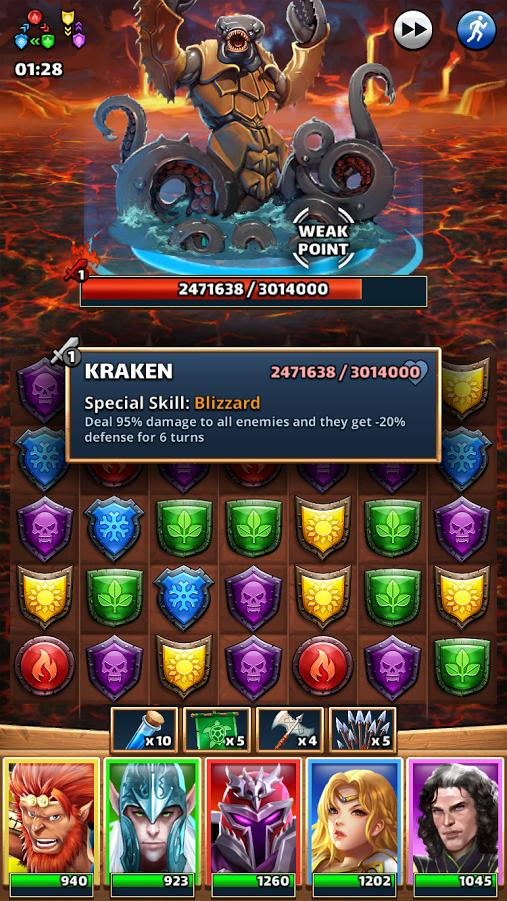 01:28
WEAK
POINT
1
2471638 / 3014000
1
KRAKEN
2471638 / 3014000
Special Skill: Blizzard
Deal 95% damage to all enemies and they get -20%
defense for 6 turns
x10
x5
x4
x5
940
923
1260
1202
1045